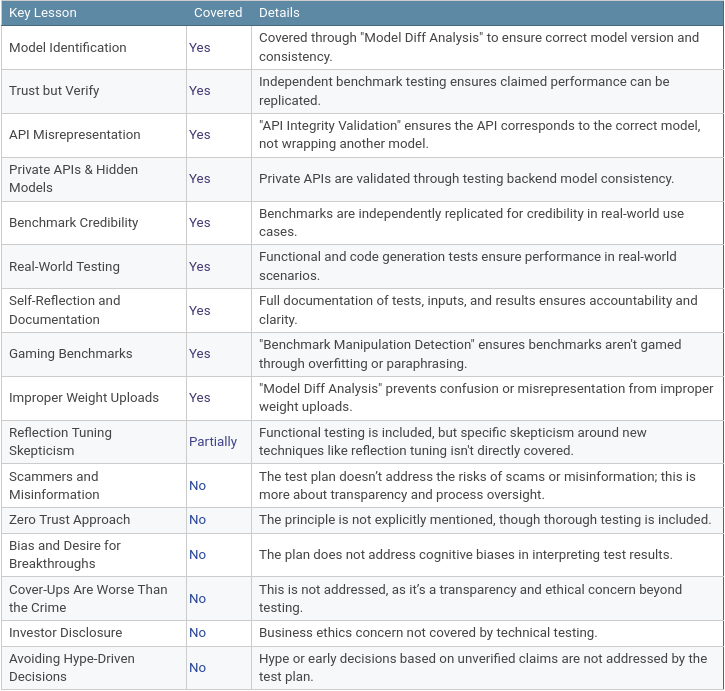 Key Lesson Covered Details
Model Identification Yes Covered through "Model Diff Analysis" to ensure correct model version and
consistency.
Trust but Verify Yes Independent benchmark testing ensures claimed performance can be
replicated.
API Misrepresentation Yes "API Integrity Validation" ensures the API corresponds to the correct model,
not wrapping another model.
Private APIs & Hidden
Models Yes Private APIs are validated through testing backend model consistency.
Benchmark Credibility Yes Benchmarks are independently replicated for credibility in real-world use
cases.
Real-World Testing Yes Functional and code generation tests ensure performance in real-world
scenarios.
Self-Reflection and
Documentation Yes Full documentation of tests, inputs, and results ensures accountability and
clarity.
Gaming Benchmarks Yes "Benchmark Manipulation Detection" ensures benchmarks aren't gamed
through overfitting or paraphrasing.
Improper Weight Uploads Yes "Model Diff Analysis" prevents confusion or misrepresentation from improper
weight uploads.
Reflection Tuning
Skepticism Partially Functional testing is included, but specific skepticism around new
techniques like reflection tuning isn't directly covered.
Scammers and
Misinformation No The test plan doesn’t address the risks of scams or misinformation; this is
more about transparency and process oversight.
Zero Trust Approach No The principle is not explicitly mentioned, though thorough testing is included.
Bias and Desire for
Breakthroughs No The plan does not address cognitive biases in interpreting test results.
Cover-Ups Are Worse Than
the Crime No This is not addressed, as it’s a transparency and ethical concern beyond
testing.
Investor Disclosure No Business ethics concern not covered by technical testing.
Avoiding Hype-Driven
Decisions No Hype or early decisions based on unverified claims are not addressed by the
test plan.